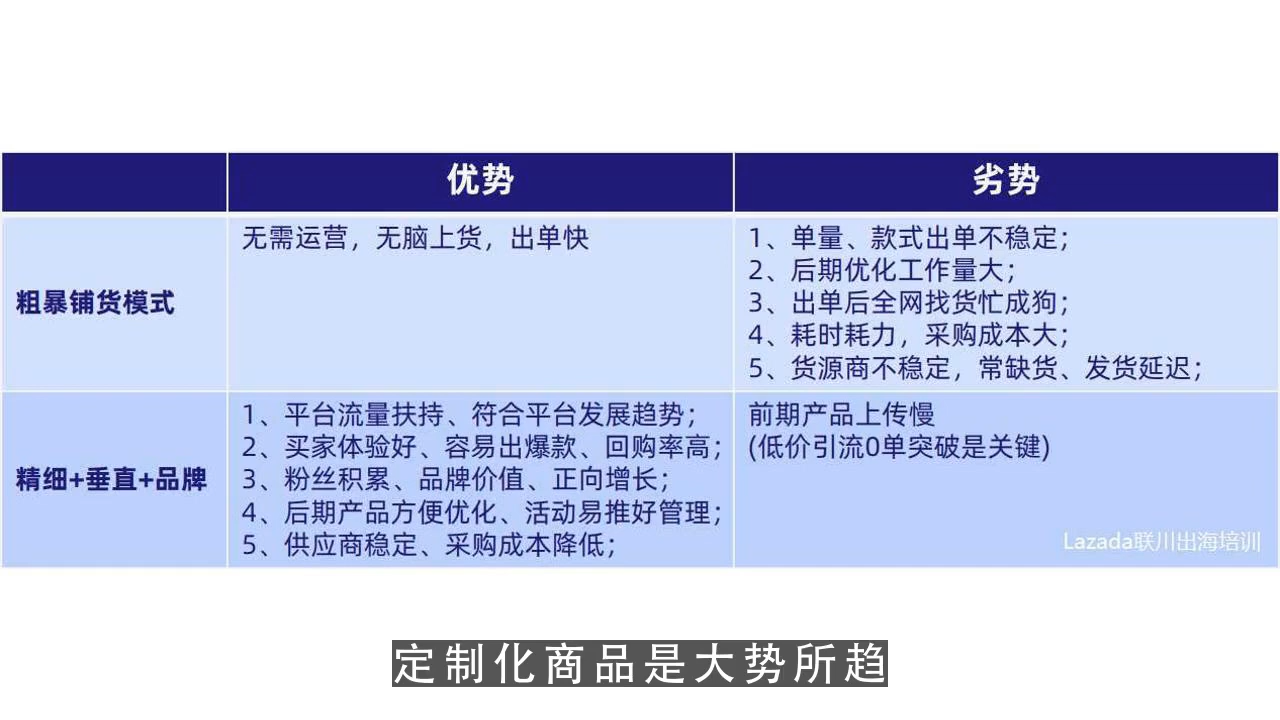 优势
劣势
粗暴铺货模式
无需运营，无脑上货，出单快
1、单量、款式出单不稳定；
2、后期优化工作量大；
3、出单后全网找货忙成狗；
4、耗时耗力，采购成本大；
5、货源商不稳定，常缺货、发货延迟；
精细+垂直+品牌
1、平台流量扶持、符合平台发展趋势；
2、买家体验好、容易出爆款、回购率高；
3、粉丝积累、品牌价值、正向增长；
4、后期产品方便优化、活动易推好管理；
5、供应商稳定、采购成本降低；
前期产品上传慢
(低价引流0单突破是关键)
Lazada联川出海培训
定制化商品是大势所趋